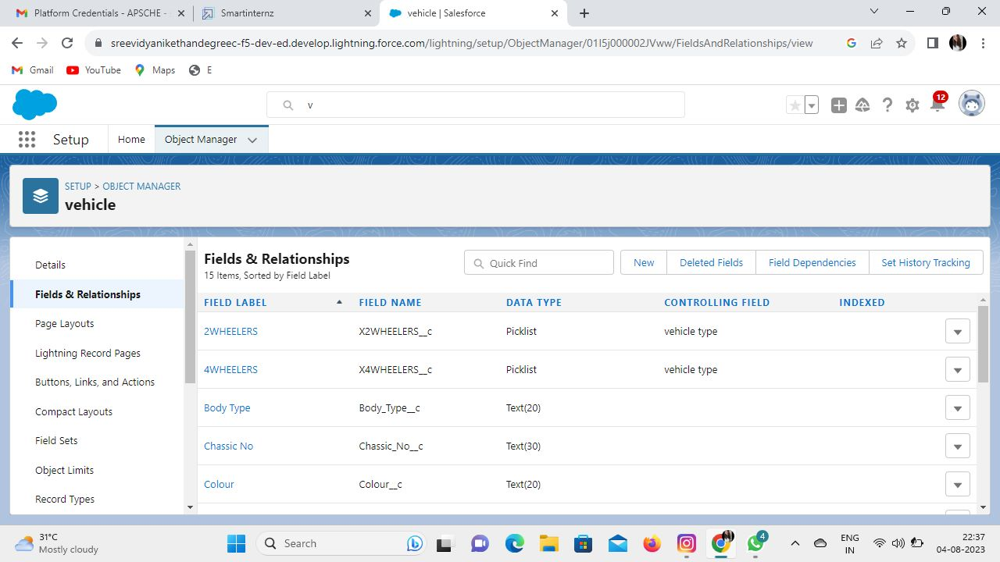 Platform Credentials - APSCHE -
Smartinternz
vehicle | Salesforce
sreevidyanikethandegreec-f5-dev-ed.develop.lightning.force.com/lightning/setup/ObjectManager/01I5j000002JVww/FieldsAndRelationships/view
Gmail YouTube Maps E
v
12
Setup Home Object Manager
SETUP > OBJECT MANAGER
vehicle
Details
Fields & Relationships
Page Layouts
Lightning Record Pages
Buttons, Links, and Actions
Compact Layouts
Field Sets
Object Limits
Record Types
Fields & Relationships
15 Items, Sorted by Field Label
Quick Find New Deleted Fields Field Dependencies Set History Tracking
FIELD LABEL FIELD NAME DATA TYPE CONTROLLING FIELD INDEXED
2WHEELERS X2WHEELERS__c Picklist vehicle type
4WHEELERS X4WHEELERS__c Picklist vehicle type
Body Type Body_Type__c Text(20)
Chassic No Chassic_No__c Text(30)
Colour Colour__c Text(20)
31°C
Mostly cloudy
Search
4
ENG
IN
22:37
04-08-2023